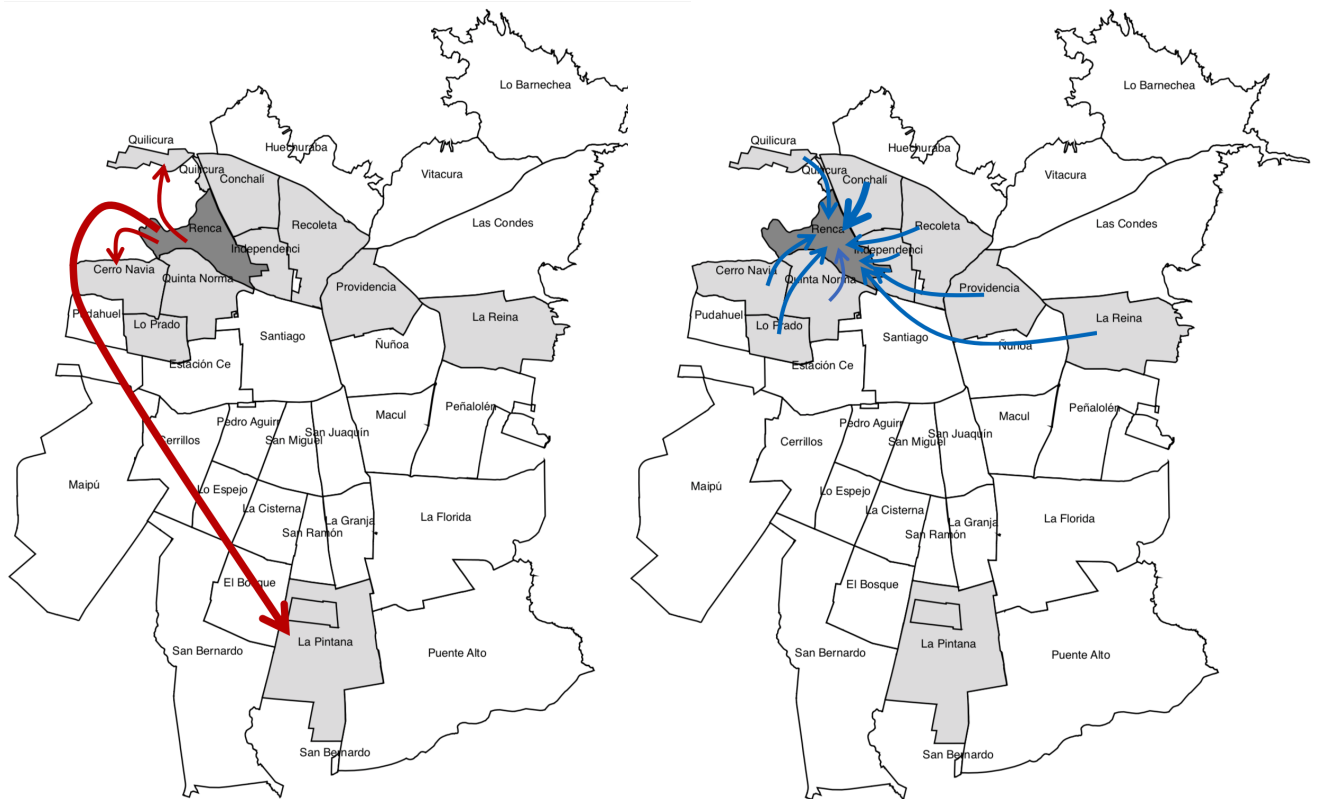 Lo Barnechea
Quilicura
Huechuraba
Quilicura
Conchalí
Vitacura
Las Condes
Renca
Recoleta
Independenci
Cerro Navia
Quinta Norma
Providencia
Pudahuel
Lo Prado
Santiago
La Reina
Ñuñoa
Estación Ce
Pedro Aguirr
Macul
Peñalolén
Cerrillos
San Miguel
San Juaquín
Maipú
Lo Espejo
La Cisterna
La Granja
La Florida
San Ramón
El Bosque
La Pintana
San Bernardo
Puente Alto
San Bernardo
Lo Barnechea
Quilicura
Huechuraba
Quilicura
Conchalí
Vitacura
Las Condes
Renca
Recoleta
Independenci
Cerro Navia
Quinta Norma
Providencia
Pudahuel
Lo Prado
Santiago
La Reina
Ñuñoa
Estación Ce
Pedro Aguirr
Macul
Peñalolén
Cerrillos
San Miguel
San Juaquín
Maipú
Lo Espejo
La Cisterna
La Granja
La Florida
San Ramón
El Bosque
La Pintana
San Bernardo
Puente Alto
San Bernardo